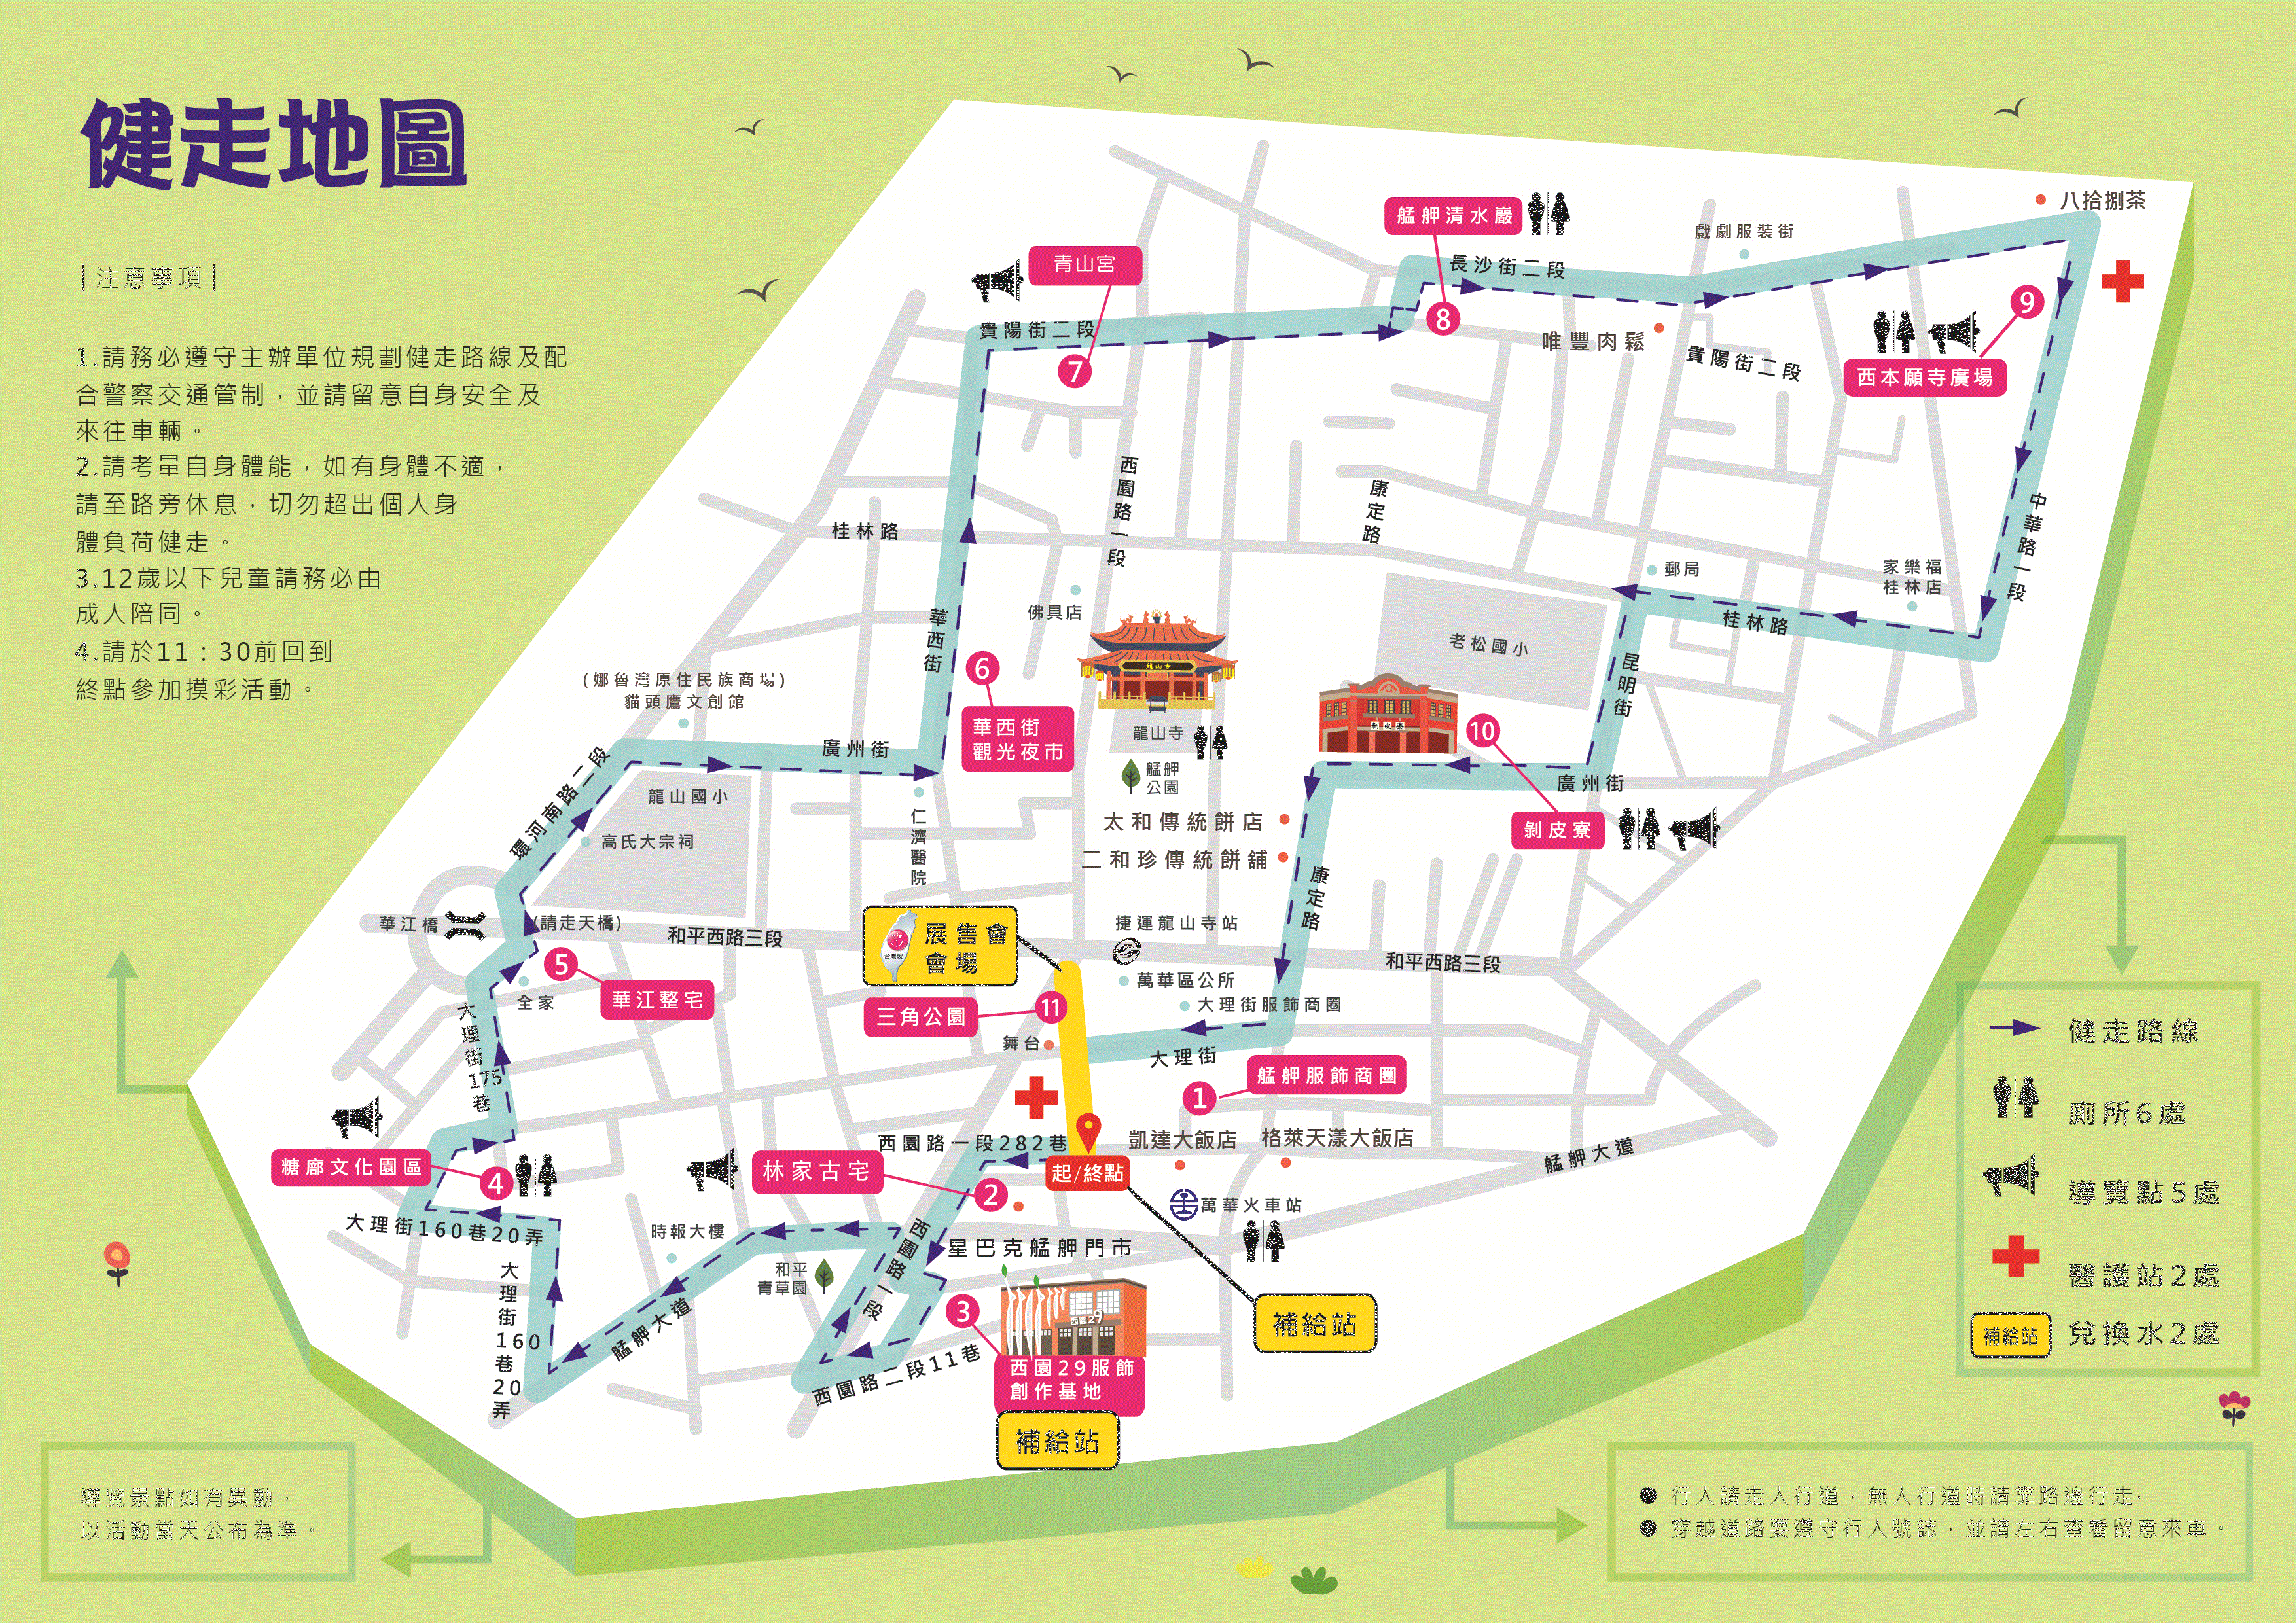 健走地圖
|注意事項|
1.請務必遵守主辦單位規劃健走路線及配
合警察交通管制，並請留意自身安全及
來往車輛。
2.請考量自身體能，如有身體不適，
請至路旁休息，切勿超出個人身
體負荷健走。
3.12歲以下兒童請務必由
成人陪同。
4.請於11：30前回到
終點參加摸彩活動。
八拾捌茶
艋舺清水巖
戲劇服裝街
青山宮
長沙街二段
貴陽街二段
7
8
9
唯豐肉鬆
貴陽街二段
西本願寺廣場
西園路一段
康定路
中華路一段
桂林路
郵局
家樂福
桂林店
佛具店
桂林路
華西街
老松國小
昆明街
龍山寺
6
(娜魯灣原住民族商場)
貓頭鷹文創館
華西街
觀光夜市
剝皮寮
10
龍山寺
廣州街
環河南路二段
艋舺
公園
廣州街
龍山國小
仁濟醫院
太和傳統餅店
剝皮寮
高氏大宗祠
二和珍傳統餅舖
康定路
華江橋
(請走天橋)
和平西路三段
台灣製
展售會
會場
捷運龍山寺站
和平西路三段
5
萬華區公所
華江整宅
全家
三角公園
11
大理街服飾商圈
大理街175巷
舞台
大理街
艋舺服飾商圈
1
西園路一段282巷
凱達大飯店
格萊天漾大飯店
艋舺大道
糖廍文化園區
4
林家古宅
2
起/終點
萬華火車站
大理街160巷20弄
時報大樓
西園路一段
星巴克艋舺門市
大理街160巷20弄
和平
青草園
艋舺大道
3
西園29
補給站
西園路二段11巷
西園29服飾
創作基地
補給站
健走路線
廁所6處
導覽點5處
醫護站2處
補給站
兌換水2處
導覽景點如有異動，
以活動當天公布為準。
● 行人請走人行道，無人行道時請靠路邊行走.
● 穿越道路要遵守行人號誌，並請左右查看留意來車。